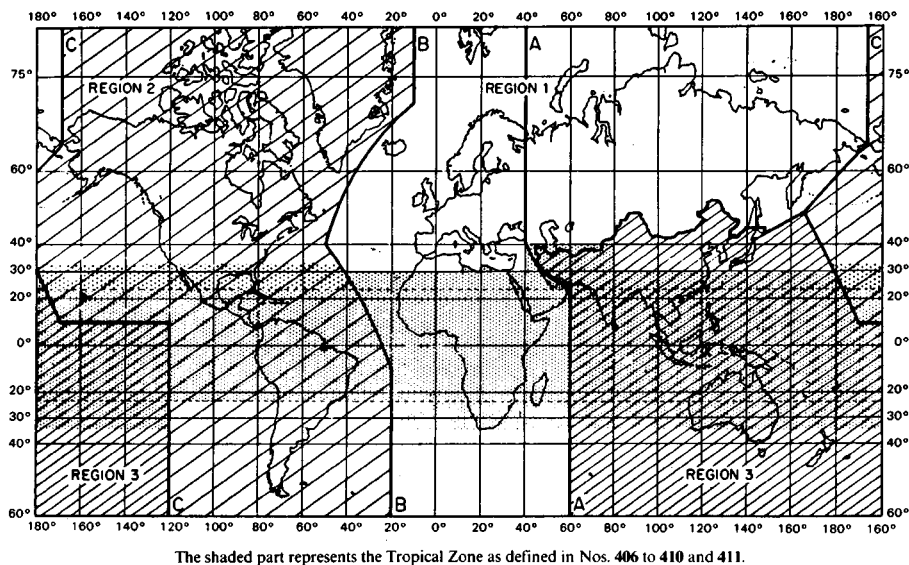 180° 160° 140° 120° 100° 80° 60° 40° 20° 0° 20° 40° 60° 80° 100° 120° 140° 160° 180° 160°
C B A C
75° 75°
REGION 2 REGION 1
60° 60°
40° 40°
30° 30°
20° 20°
0° 0°
20° 20°
30° 30°
40° 40°
REGION 3 REGION 3
C B A
60° 60°
180° 160° 140° 120° 100° 80° 60° 40° 20° 0° 20° 40° 60° 80° 100° 120° 140° 160° 180° 160°
The shaded part represents the Tropical Zone as defined in Nos. 406 to 410 and 411.